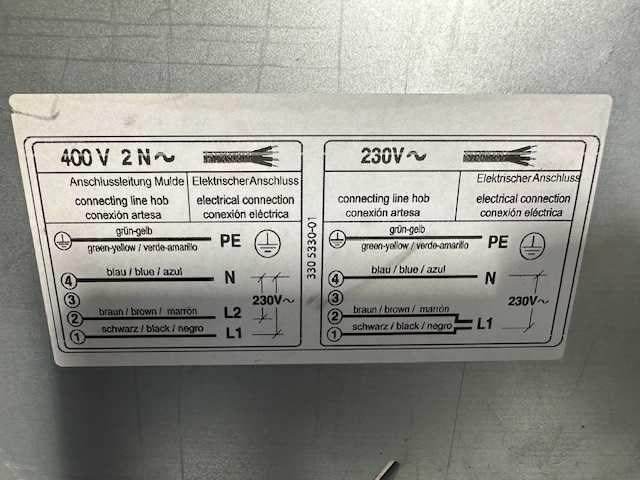 400 V 2 N ~
Anschlussleitung Mulde
connecting line hob
conexión artesa
Elektrischer Anschluss
electrical connection
conexión eléctrica
grün-gelb
green-yellow / verde-amarillo
PE
4
blau / blue / azul
N
3
230V~
2
braun / brown / marrón
L2
1
schwarz / black / negro
L1
330 5330-01
230V~
connecting line hob
conexión artesa
Elektrischer Anschluss
electrical connection
conexión eléctrica
grün-gelb
green-yellow / verde-amarillo
PE
4
blau / blue / azul
N
3
230V~
2
braun / brown / marrón
1
schwarz / black / negro
L1